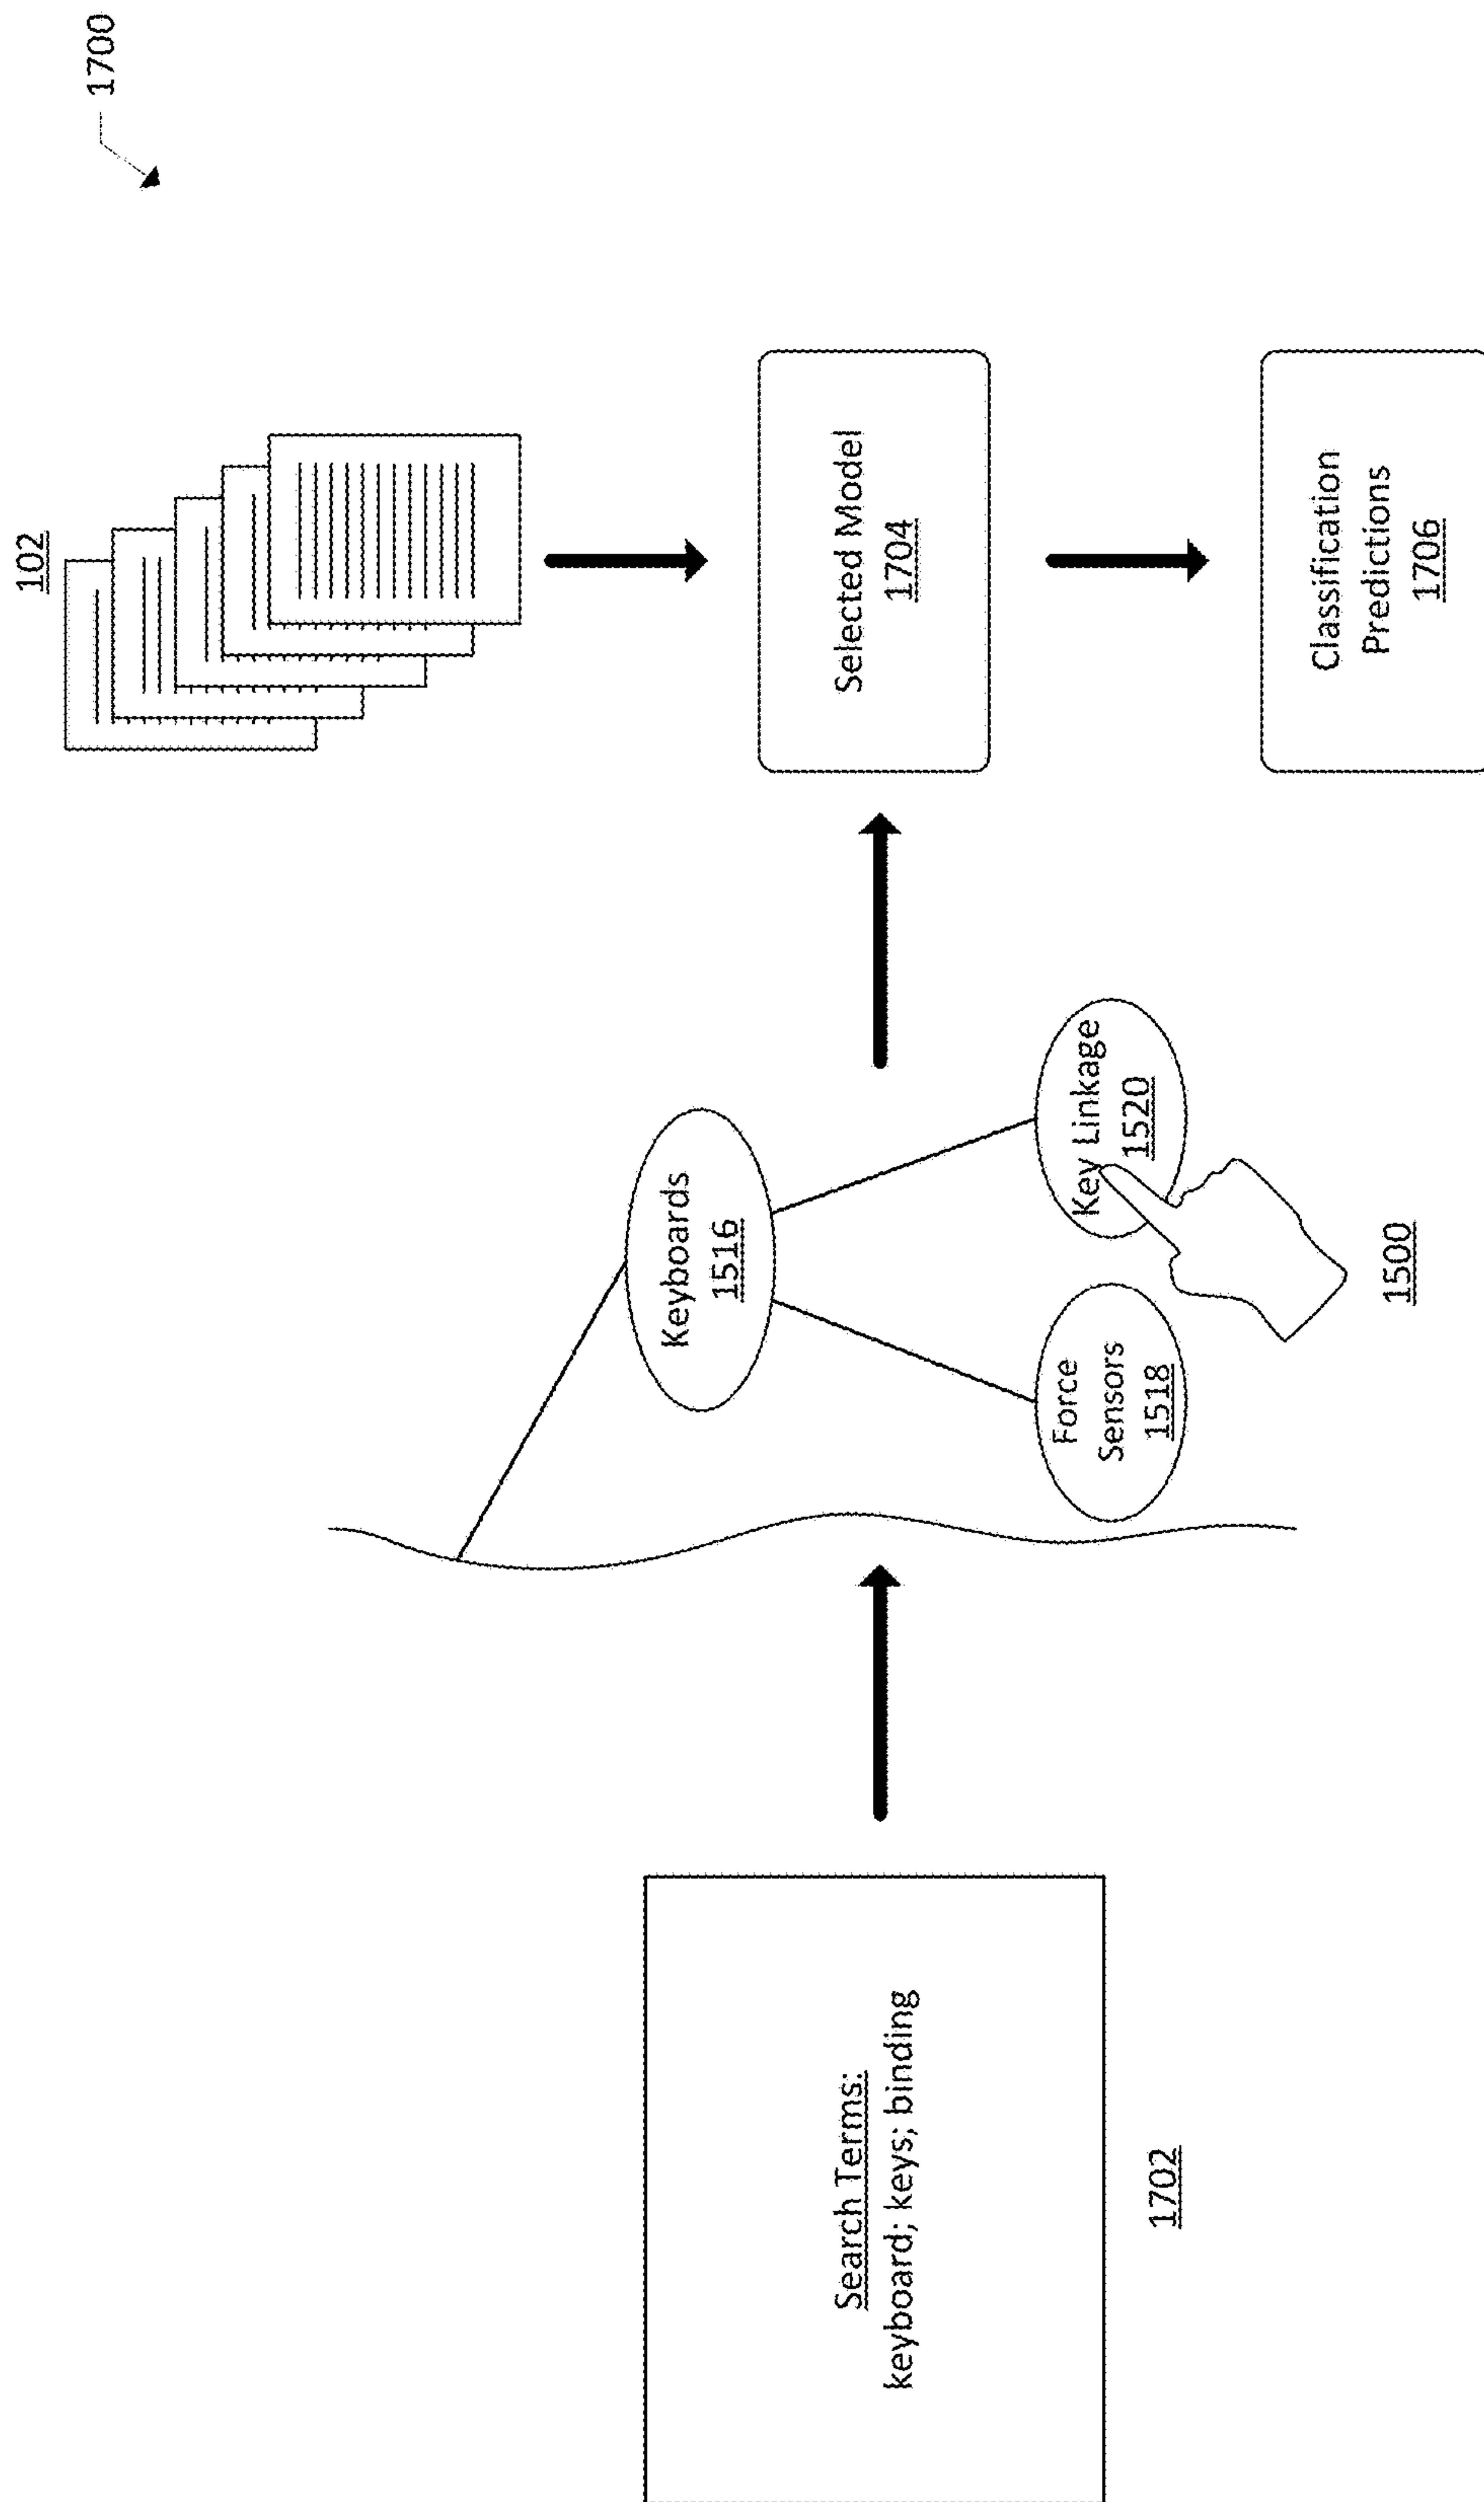 1700
Search Terms:
keyboard; keys; binding
1702
Keyboards
1516
Force
Sensors
1518
Key Linkage
1520
1500
102
Selected Model
1704
Classification
Predictions
1706